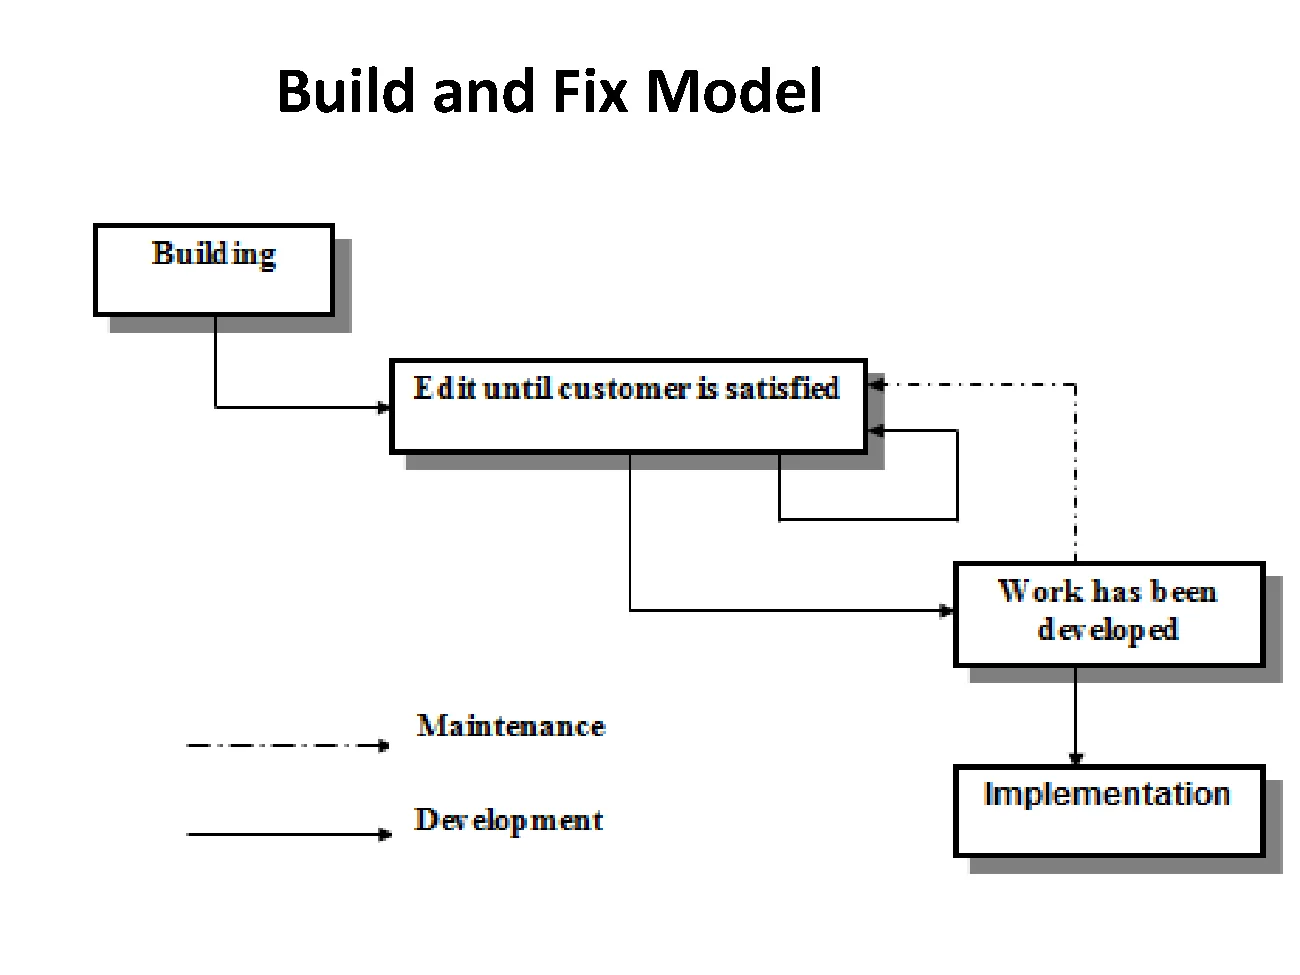 Build and Fix Model
Building
Edit until customer is satisfied
Work has been
developed
Maintenance
Implementation
Development